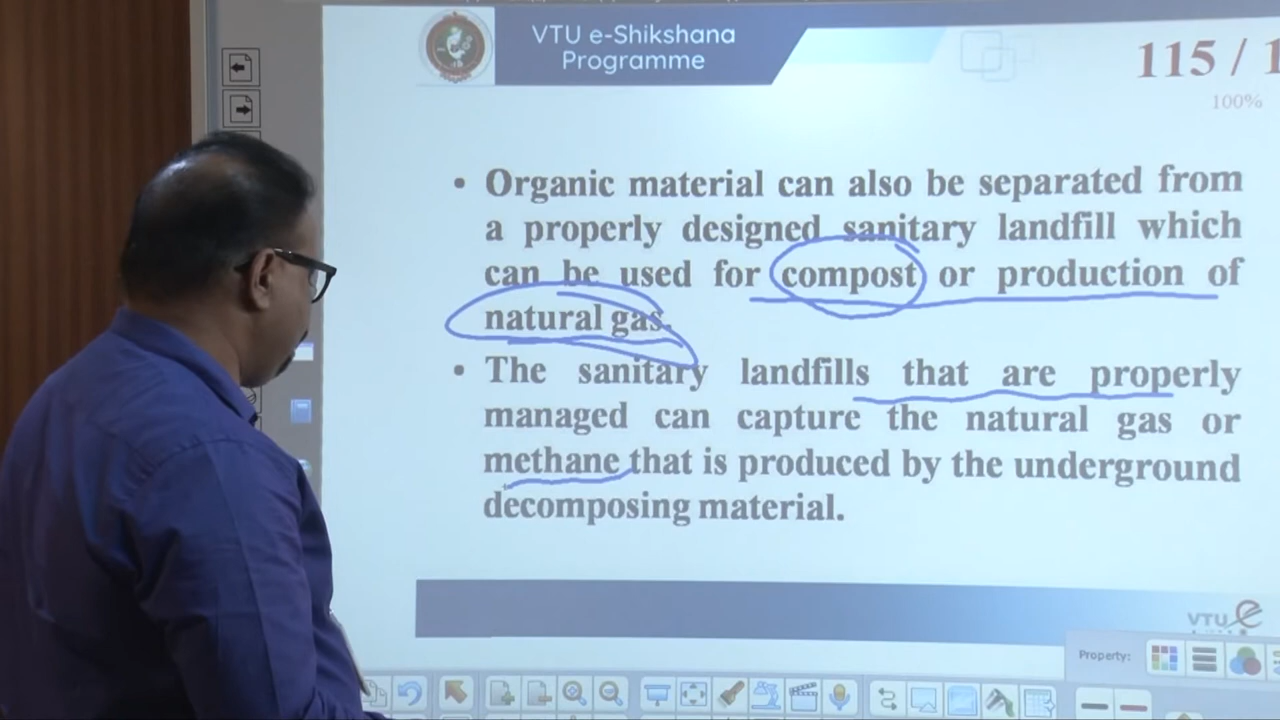 VTU e-Shikshana
Programme
115 / 1
100%
• Organic material can also be separated from
a properly designed sanitary landfill which
can be used for compost or production of
natural gas.
• The sanitary landfills that are properly
managed can capture the natural gas or
methane that is produced by the underground
decomposing material.
VTU e
Property: